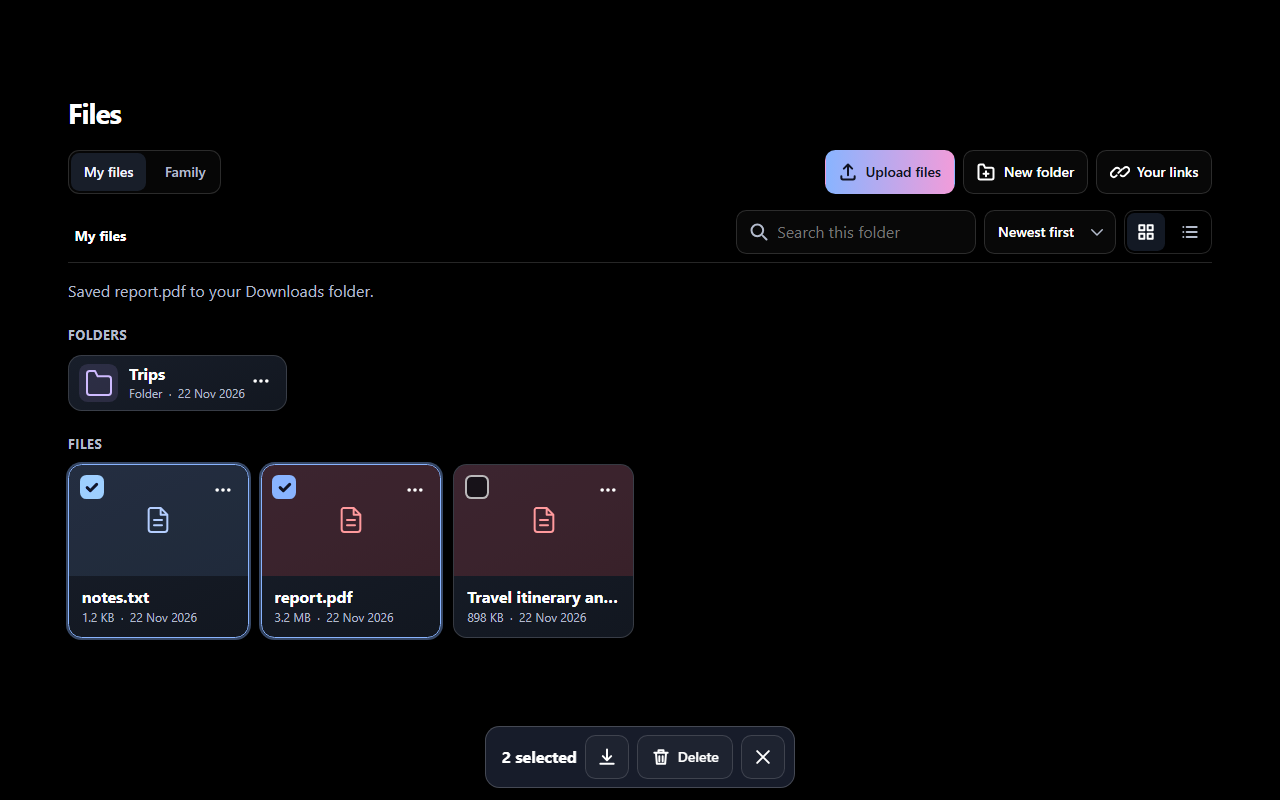 Files
My files
Family
Upload files
New folder
Your links
My files
Search this folder
Newest first
Saved report.pdf to your Downloads folder.
FOLDERS
Trips
Folder · 22 Nov 2026
FILES
notes.txt
1.2 KB · 22 Nov 2026
report.pdf
3.2 MB · 22 Nov 2026
Travel itinerary an...
898 KB · 22 Nov 2026
2 selected
Delete